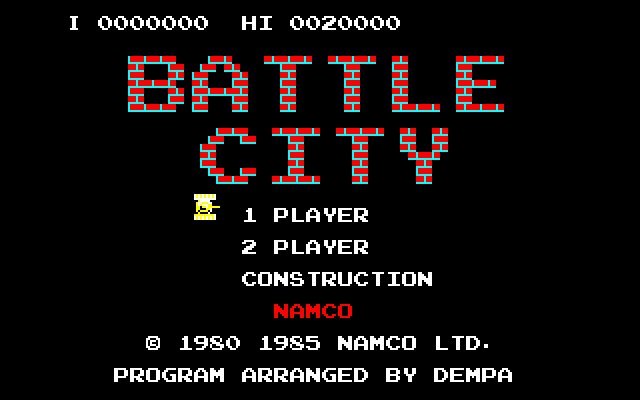 I 0000000 HI 0020000
BATTLE
CITY
1 PLAYER
2 PLAYER
CONSTRUCTION
NAMCO
© 1980 1985 NAMCO LTD.
PROGRAM ARRANGED BY DEMPA